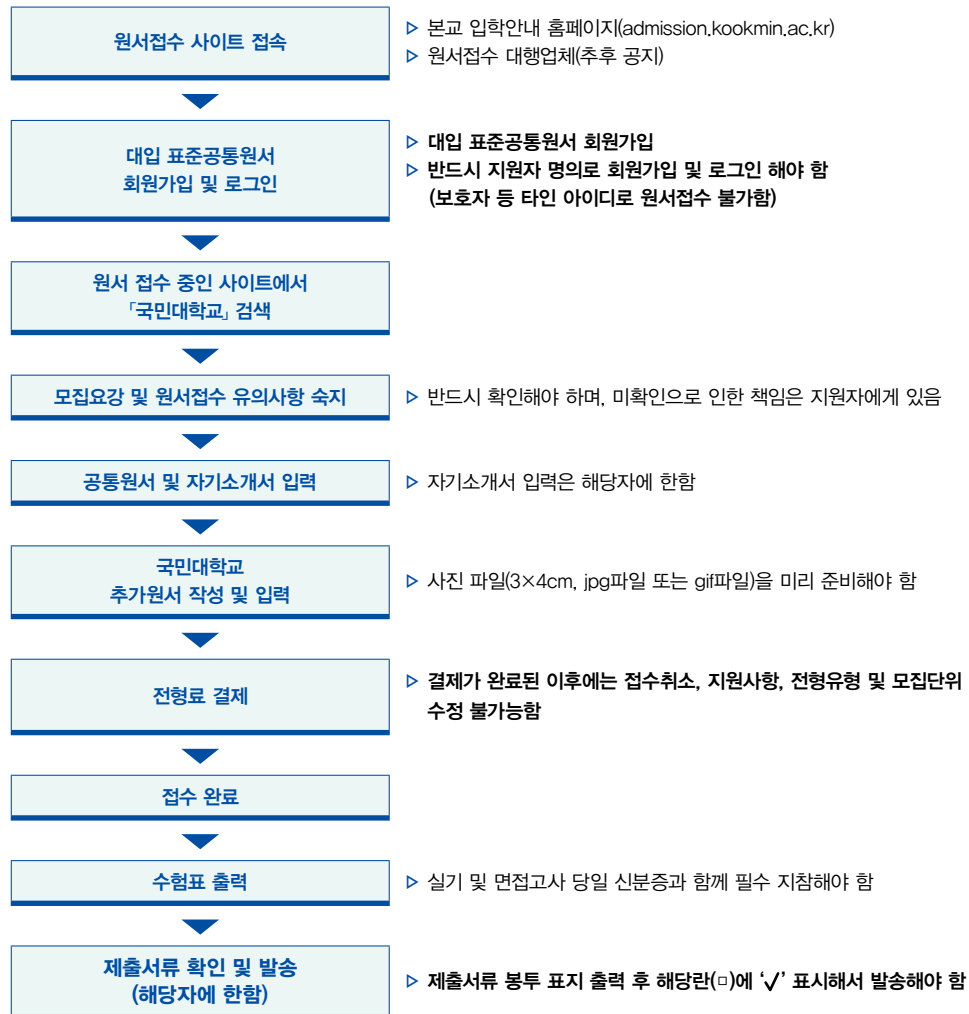 원서접수 사이트 접속
▷ 본교 입학안내 홈페이지(admission.kookmin.ac.kr)
▷ 원서접수 대행업체(추후 공지)
대입 표준공통원서
회원가입 및 로그인
▷ 대입 표준공통원서 회원가입
▷ 반드시 지원자 명의로 회원가입 및 로그인 해야 함
(보호자 등 타인 아이디로 원서접수 불가함)
원서 접수 중인 사이트에서
「국민대학교」 검색
모집요강 및 원서접수 유의사항 숙지
▷ 반드시 확인해야 하며, 미확인으로 인한 책임은 지원자에게 있음
공통원서 및 자기소개서 입력
▷ 자기소개서 입력은 해당자에 한함
국민대학교
추가원서 작성 및 입력
▷ 사진 파일(3×4cm, jpg파일 또는 gif파일)을 미리 준비해야 함
전형료 결제
▷ 결제가 완료된 이후에는 접수취소, 지원사항, 전형유형 및 모집단위
수정 불가능함
접수 완료
수험표 출력
▷ 실기 및 면접고사 당일 신분증과 함께 필수 지참해야 함
제출서류 확인 및 발송
(해당자에 한함)
▷ 제출서류 봉투 표지 출력 후 해당란(□)에 ‘✓’ 표시해서 발송해야 함